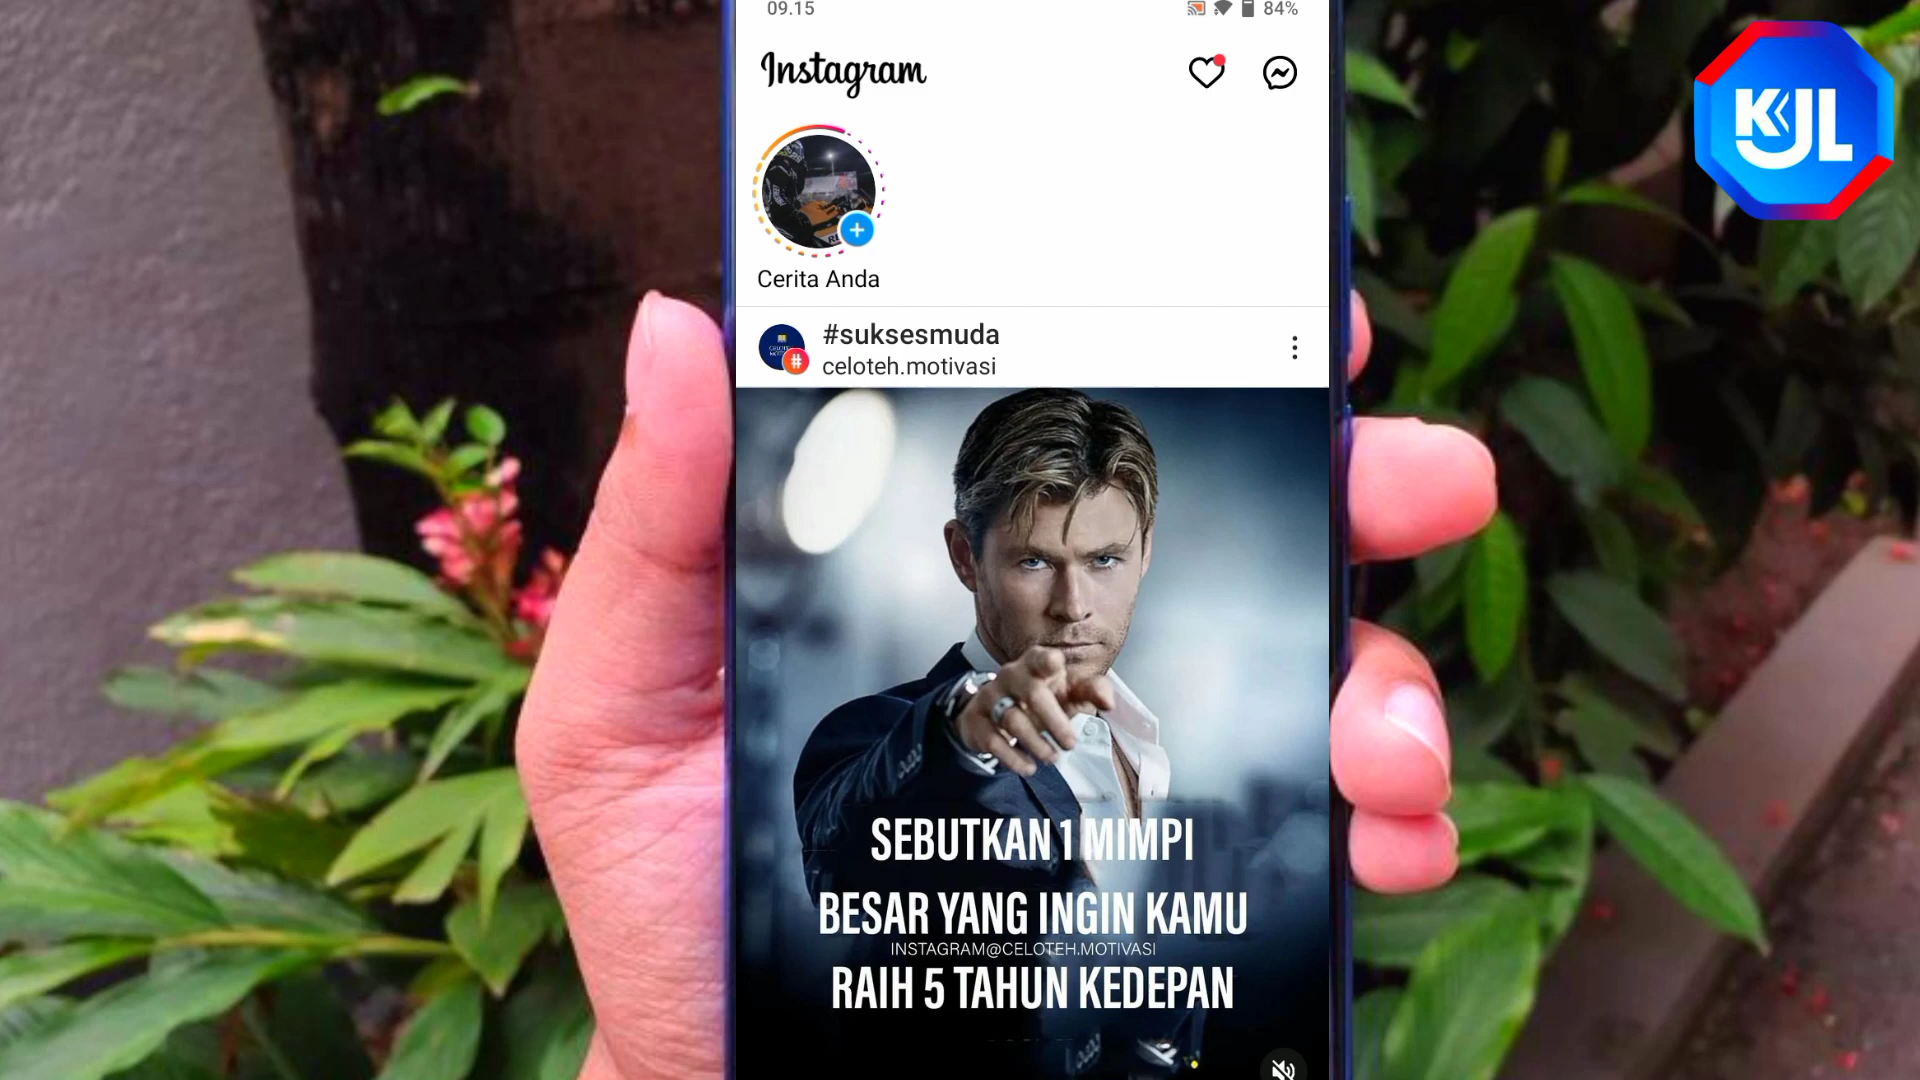 09.15
84%
KJL
Instagram
Cerita Anda
#suksesmuda
celoteh.motivasi
SEBUTKAN 1 MIMPI
BESAR YANG INGIN KAMU
INSTAGRAM@CELOTEH.MOTIVASI
RAIH 5 TAHUN KEDEPAN